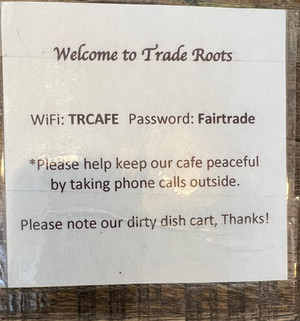 Welcome to Trade Roots
WiFi: TRCAFE Password: Fairtrade
*Please help keep our cafe peaceful
by taking phone calls outside.
Please note our dirty dish cart, Thanks!